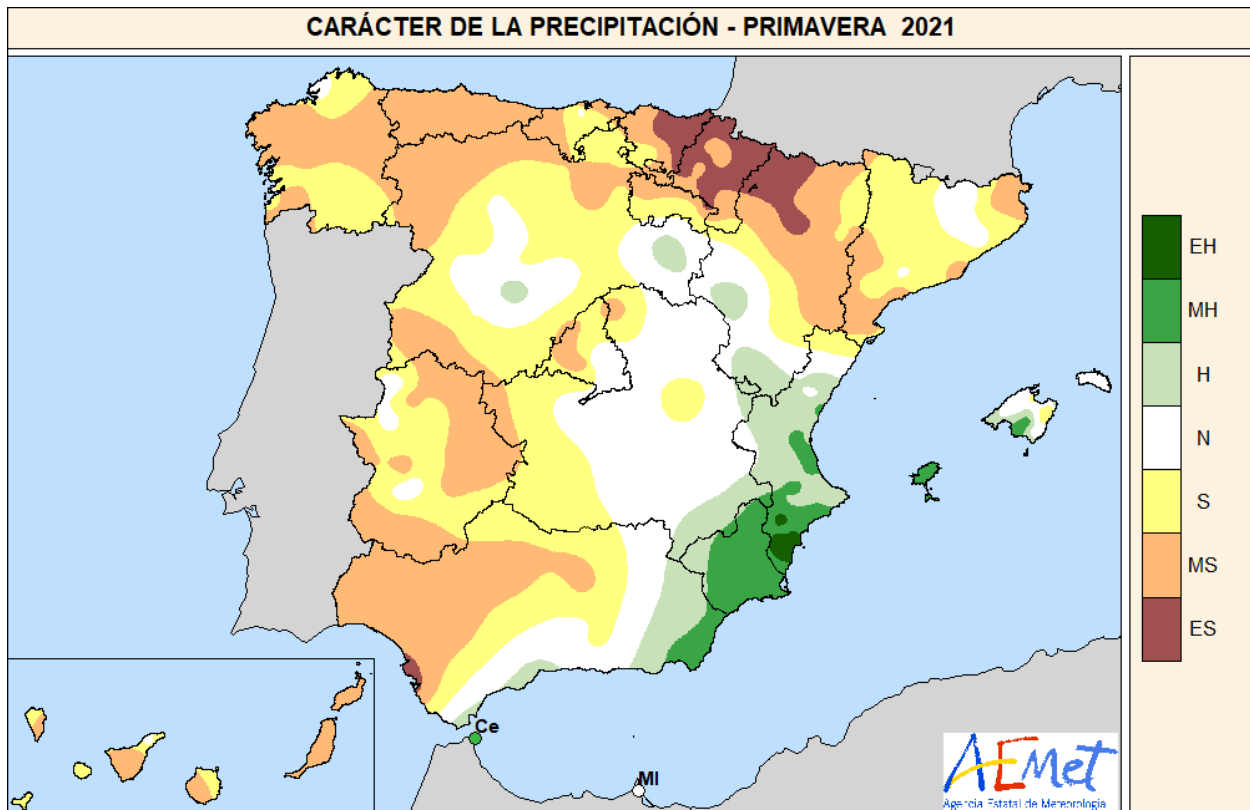 CARÁCTER DE LA PRECIPITACIÓN - PRIMAVERA 2021
EH
MH
H
N
S
MS
ES
Ce
Ml
AEMet
Agencia Estatal de Meteorología